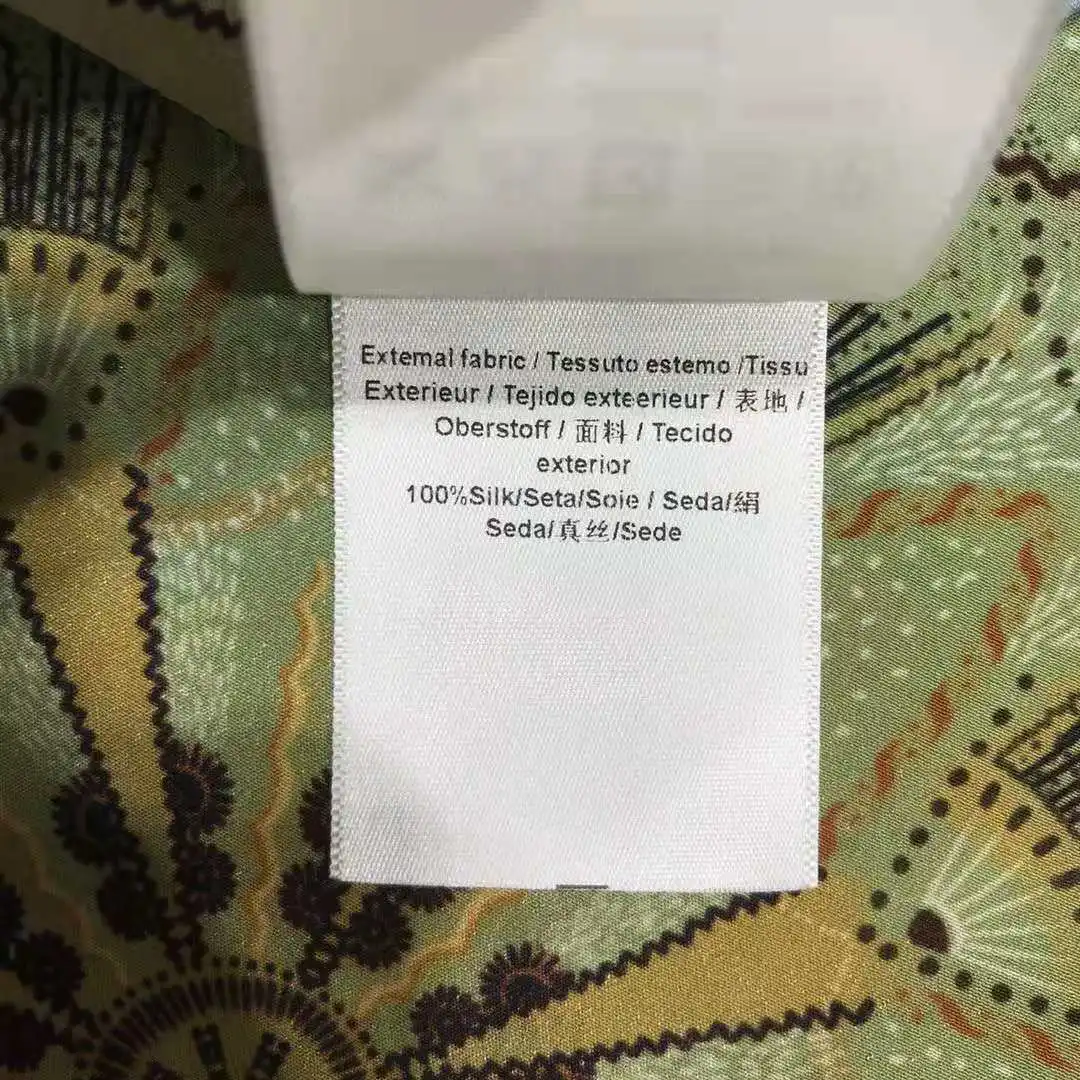 Extemal fabric / Tessuto estemo /Tissu
Exterieur / Tejido exteerieur / 表地 /
Oberstoff / 面料 / Tecido
exterior
100%Silk/Seta/Soie / Seda/絹
Seda/真丝/Sede